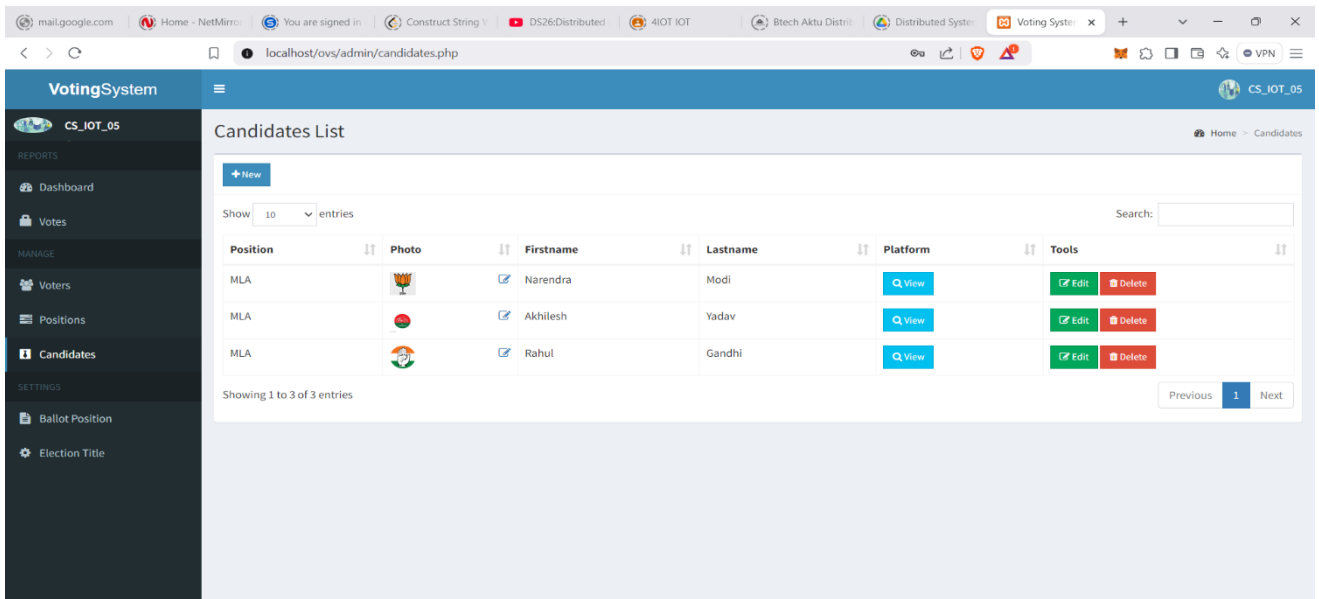 mail.google.com Home - NetMirro You are signed in Construct String V DS26:Distributed 4IOT IOT Btech Aktu Distrib Distributed System Voting System
localhost/ovs/admin/candidates.php VPN
VotingSystem CS_IOT_05
CS_IOT_05 Candidates List Home > Candidates
REPORTS
New
Dashboard
Show 10 entries Search:
Votes
Position Photo Firstname Lastname Platform Tools
MANAGE
MLA Narendra Modi View Edit Delete
Voters
MLA Akhilesh Yadav View Edit Delete
Positions
MLA Rahul Gandhi View Edit Delete
Candidates
SETTINGS
Showing 1 to 3 of 3 entries Previous 1 Next
Ballot Position
Election Title